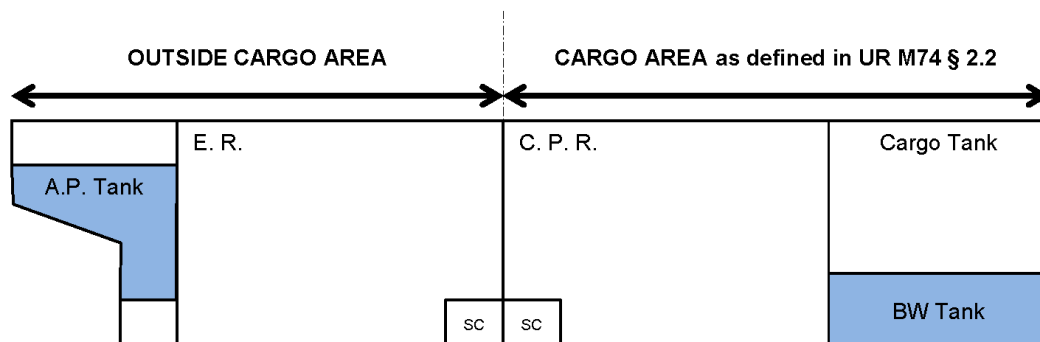 OUTSIDE CARGO AREA
CARGO AREA as defined in UR M74 § 2.2
E. R.
C. P. R.
Cargo Tank
A.P. Tank
SC
SC
BW Tank